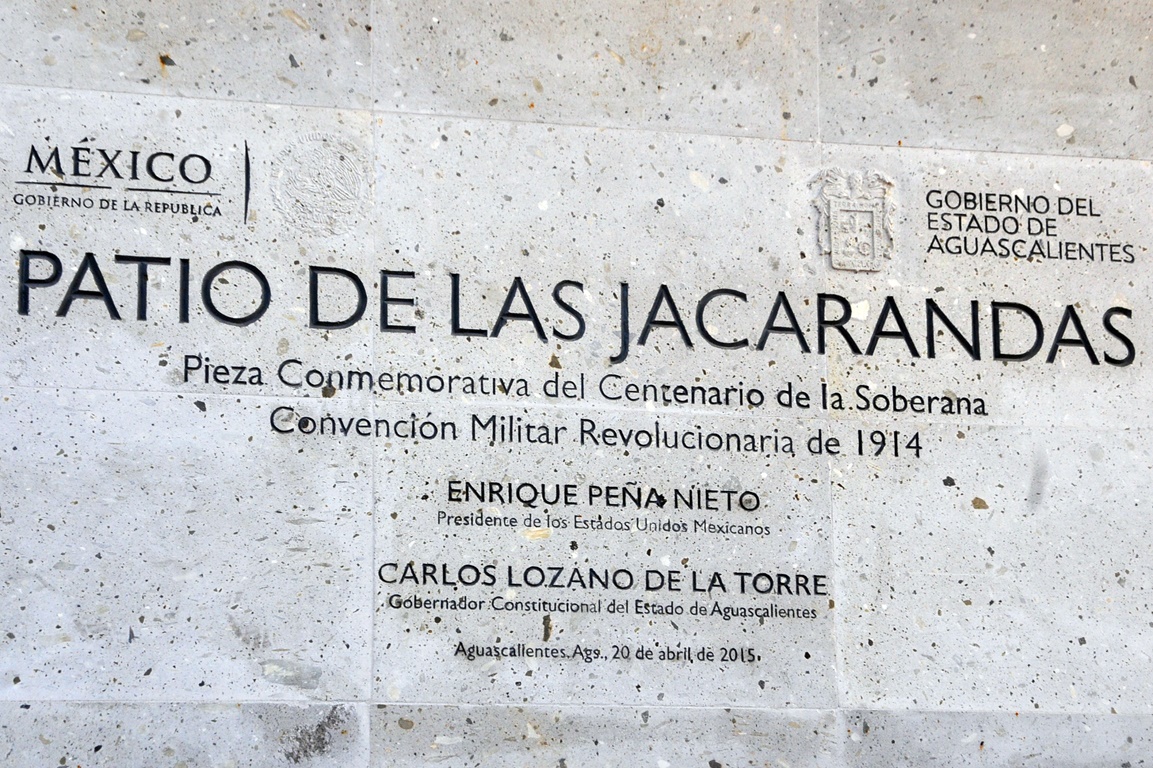 MÉXICO
GOBIERNO DE LA REPUBLICA
GOBIERNO DEL
ESTADO DE
AGUASCALIENTES
PATIO DE LAS JACARANDAS
Pieza Conmemorativa del Centenario de la Soberana
Convención Militar Revolucionaria de 1914
ENRIQUE PEÑA NIETO
Presidente de los Estados Unidos Mexicanos
CARLOS LOZANO DE LA TORRE
Gobernador Constitucional del Estado de Aguascalientes
Aguascalientes, Ags., 20 de abril de 2015.